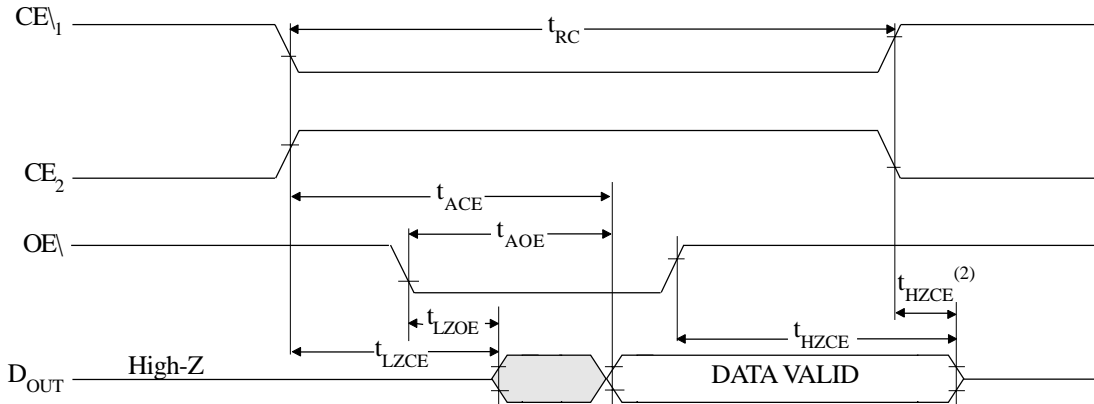 CE\1
tRC
CE2
tACE
OE\
tAOE
tHZCE(2)
tLZOE
tHZCE
tLZCE
DOUT
High-Z
DATA VALID